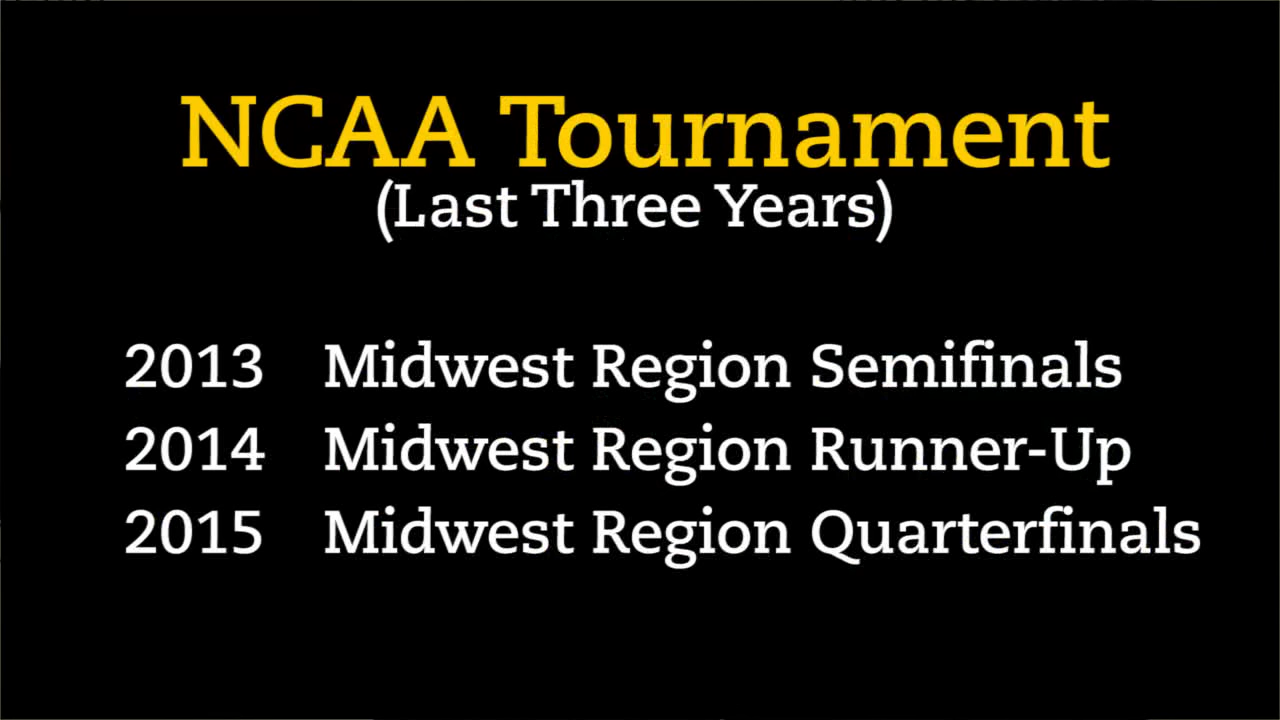 NCAA Tournament
(Last Three Years)
2013 Midwest Region Semifinals
2014 Midwest Region Runner-Up
2015 Midwest Region Quarterfinals